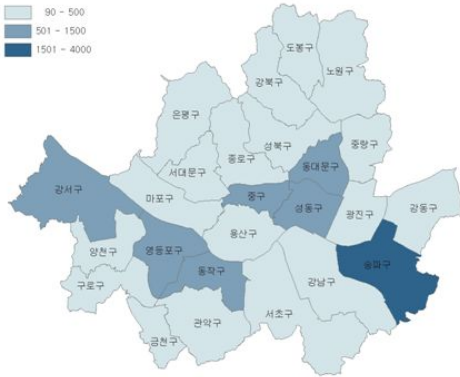 90 - 500
501 - 1500
1501 - 4000
도봉구
노원구
강북구
은평구
성북구
중랑구
종로구
동대문구
서대문구
강서구
마포구
중구
성동구
광진구
강동구
용산구
양천구
영등포구
송파구
동작구
강남구
구로구
서초구
관악구
금천구